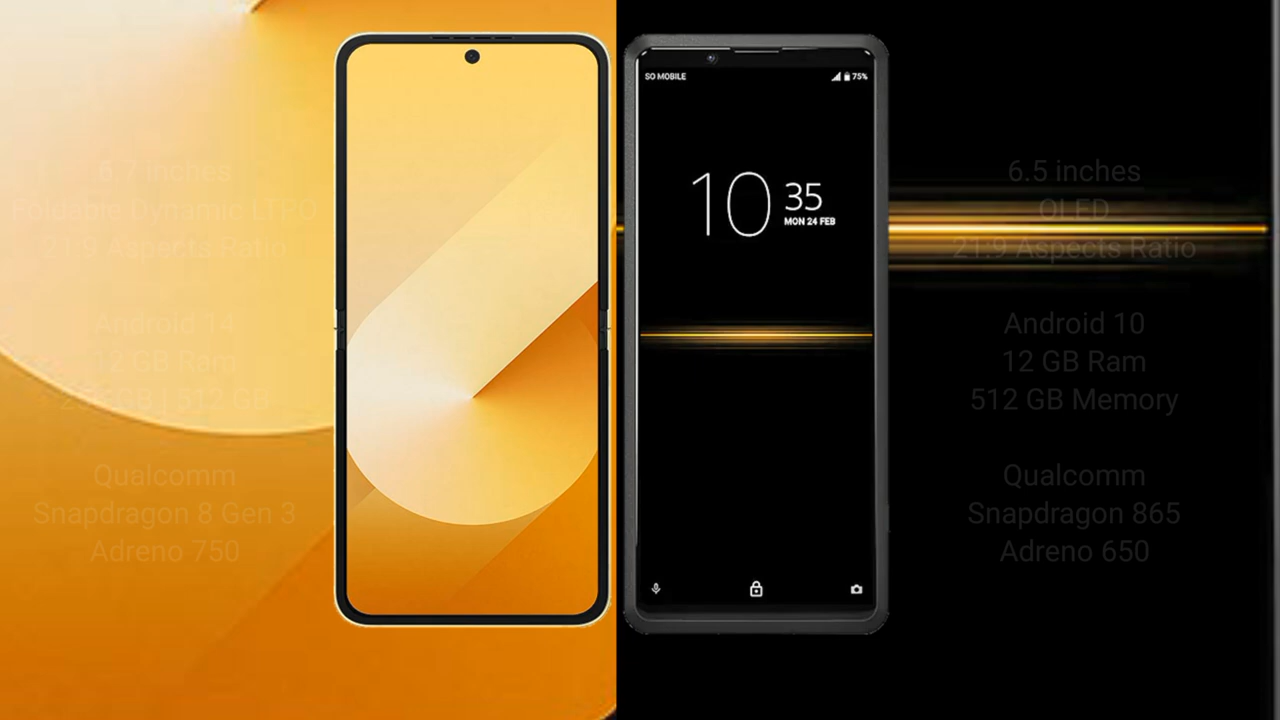 6.7 inches
Foldable Dynamic LTPO
21:9 Aspects Ratio
Android 14
12 GB Ram
256 GB | 512 GB
Qualcomm
Snapdragon 8 Gen 3
Adreno 750
SO MOBILE
75%
10 35
MON 24 FEB
6.5 inches
OLED
21:9 Aspects Ratio
Android 10
12 GB Ram
512 GB Memory
Qualcomm
Snapdragon 865
Adreno 650